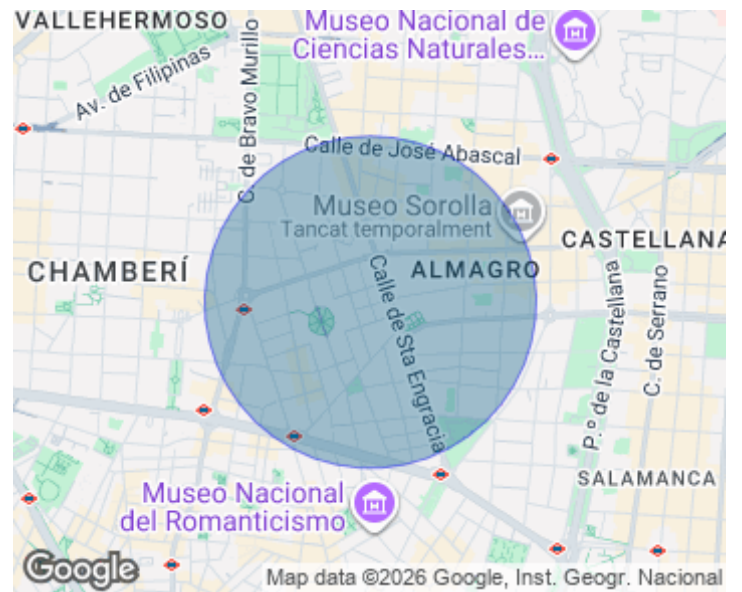 VALLEHERMOSO
Museo Nacional de
Ciencias Naturales...
Av. de Filipinas
C. de Bravo Murillo
Calle de José Abascal
Museo Sorolla
Tancat temporalment
CASTELLANA
CHAMBERÍ
ALMAGRO
Calle de Sta Engracia
P.º de la Castellana
C. de Serrano
SALAMANCA
Museo Nacional
del Romanticismo
Google
Map data ©2026 Google, Inst. Geogr. Nacional